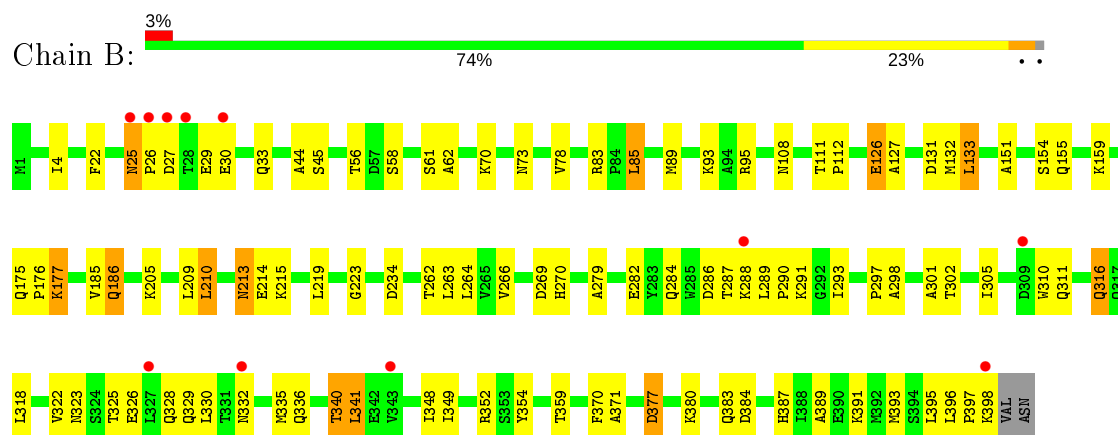 3%
Chain B:
74% 23% • •
M1 I4 F22 N25 P26 D27 T28 E29 E30 Q33 A44 S45 T56 D57 S58 S61 A62 K70 N73 V78 R83 P84 L85 M89 K93 A94 R95 N108 T111 P112 E126 A127 D131 M132 L133 A151 S154 Q155 K159
Q175 P176 K177 V185 Q186 K205 L209 L210 N213 E214 K215 L219 G223 D234 T262 L263 L264 V265 V266 D269 H270 A279 E282 Y283 Q284 W285 D286 T287 K288 L289 P290 K291 G292 I293 P297 A298 A301 T302 I305 D309 W310 Q311 Q316 Q317
L318 V322 N323 S324 T325 E326 L327 Q328 Q329 L330 T331 N332 M335 Q336 T340 L341 E342 V343 I348 I349 R352 S353 Y354 T359 F370 A371 D377 K380 Q383 D384 H387 I388 A389 E390 K391 M392 M393 S394 L395 L396 P397 K398 VAL ASN